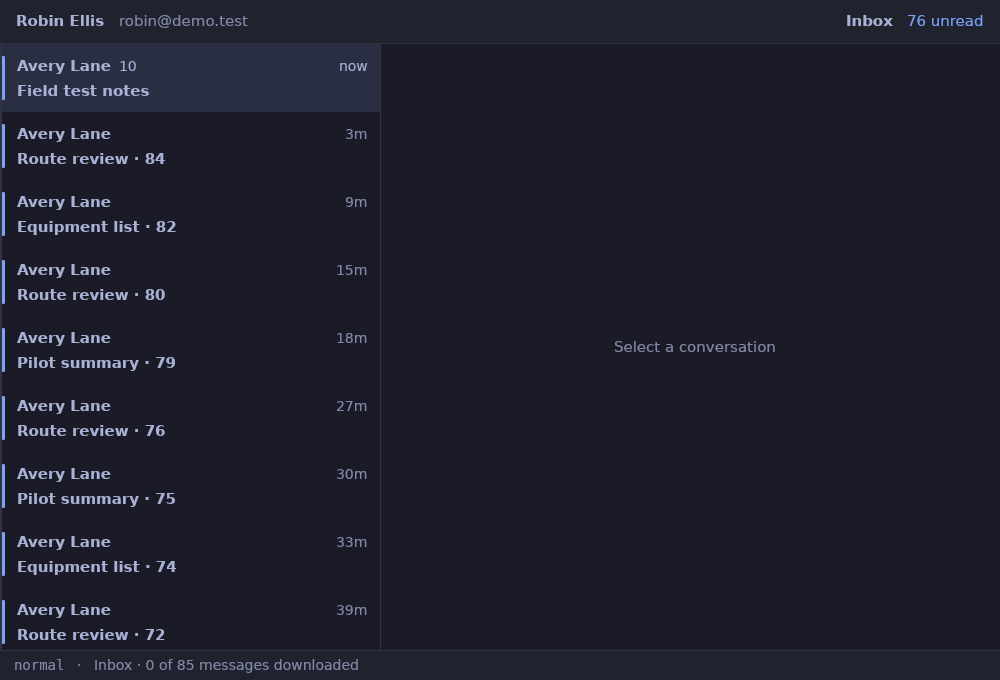 Robin Ellis robin@demo.test Inbox 76 unread
Avery Lane 10 now
Field test notes
Avery Lane 3m
Route review · 84
Avery Lane 9m
Equipment list · 82
Avery Lane 15m
Route review · 80
Avery Lane 18m
Pilot summary · 79
Avery Lane 27m
Route review · 76
Avery Lane 30m
Pilot summary · 75
Avery Lane 33m
Equipment list · 74
Avery Lane 39m
Route review · 72
Select a conversation
normal · Inbox · 0 of 85 messages downloaded